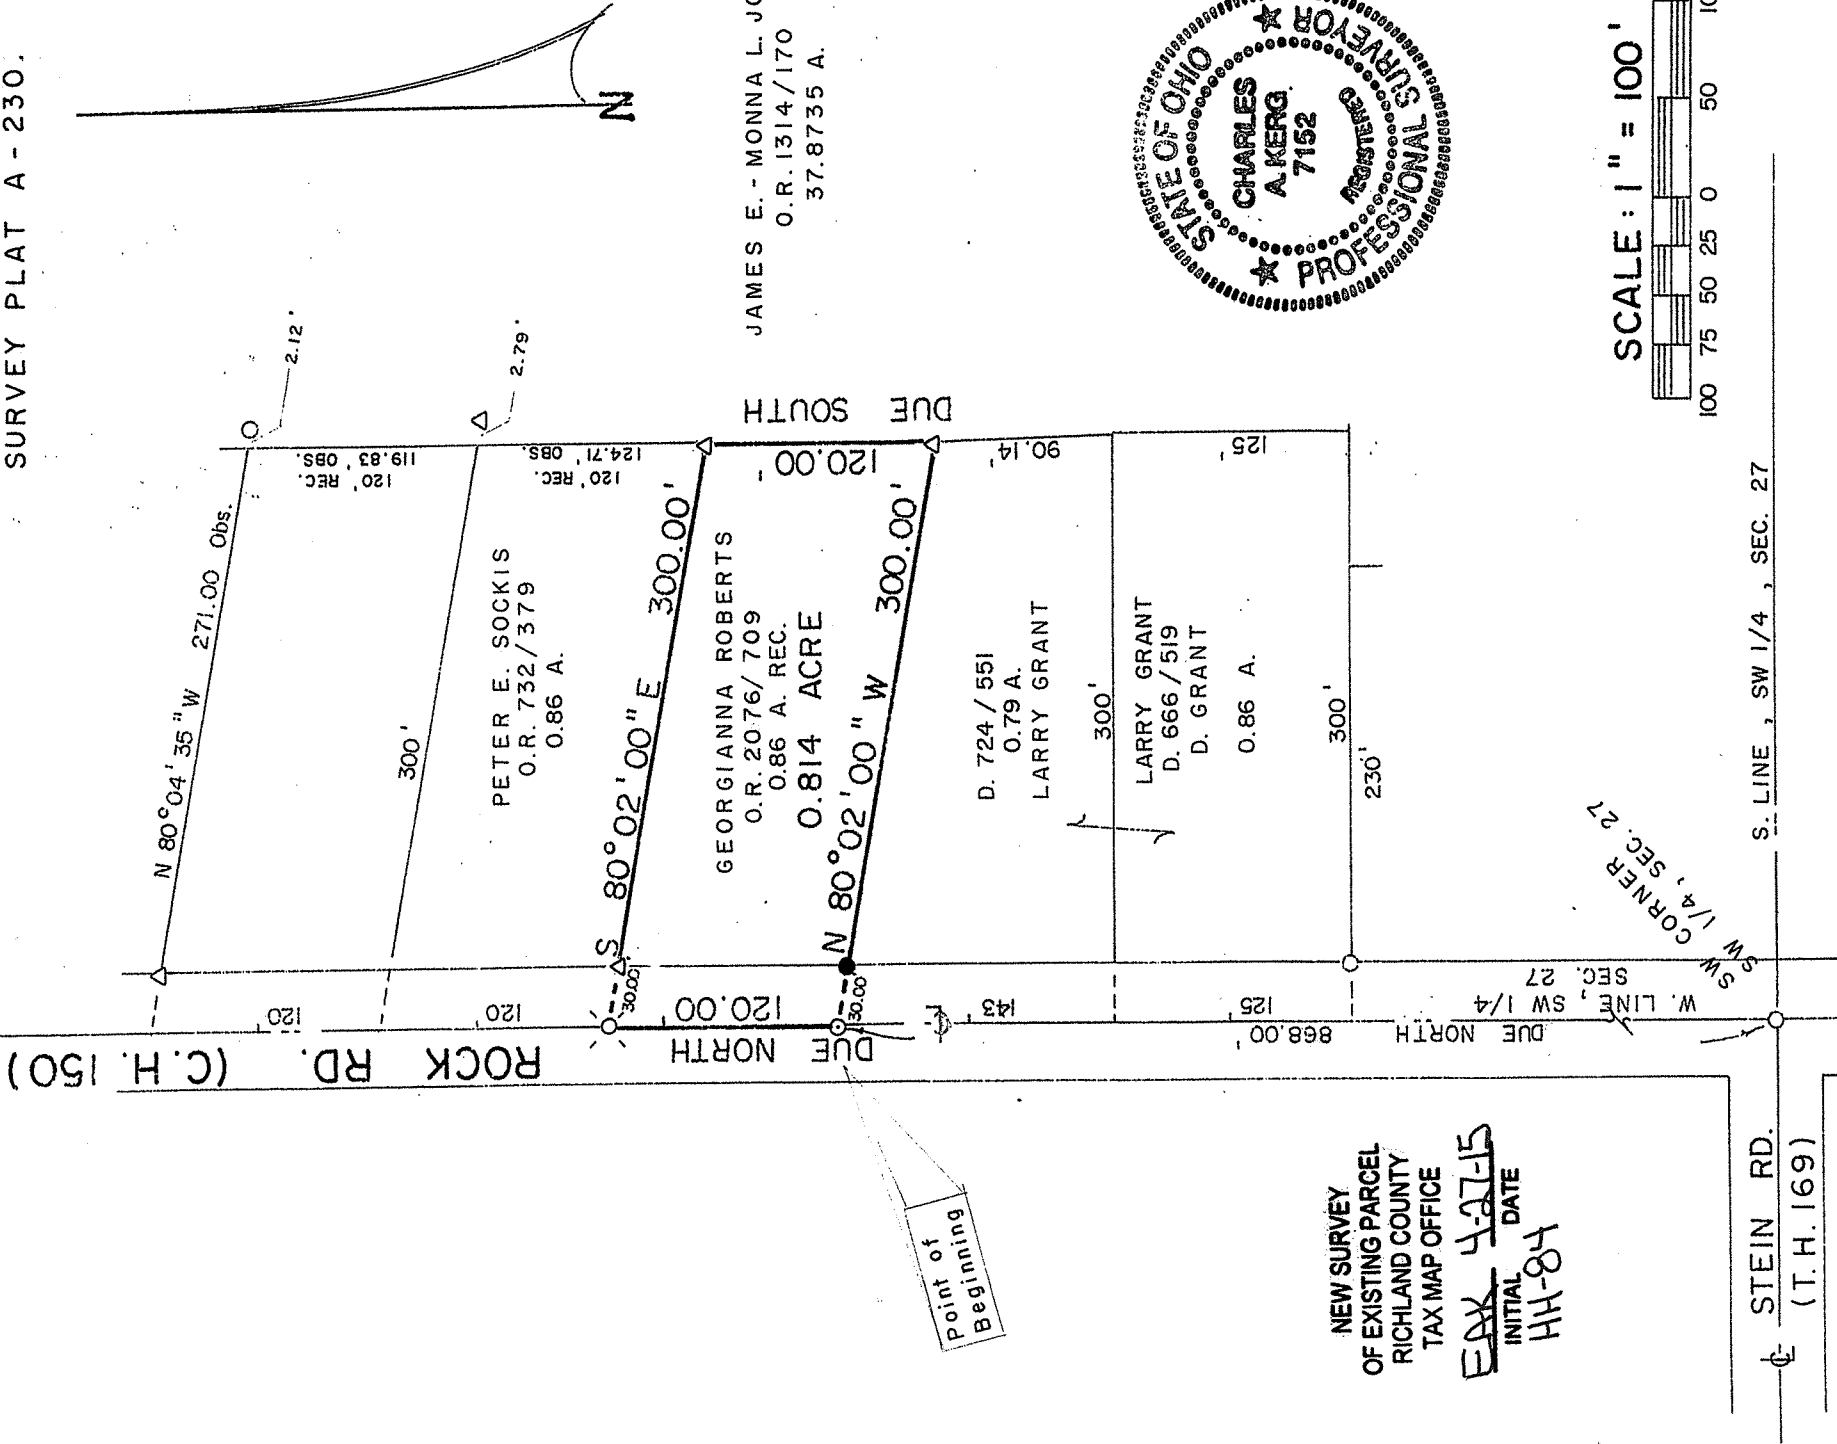 SURVEY PLAT A-230.
N
JAMES E. - MONNA L.
O.R. 1314/170
37.8735 A.
STATE OF OHIO
CHARLES
A. KERG
7152
REGISTERED
PROFESSIONAL SURVEYOR
SCALE: 1" = 100'
100 75 50 25 0 50
2.12'
2.79'
N 80°04'35"W 271.00 Obs.
120' REC.
119.83' OBS.
120' REC.
124.71' OBS.
300'
PETER E. SOCKIS
O.R. 732/379
0.86 A.
S 80°02'00" E 300.00'
DUE SOUTH
120.00'
GEORGIANNA ROBERTS
O.R. 2076/709
0.86 A. REC.
0.814 ACRE
N 80°02'00" W 300.00'
90.14'
125'
D. 724/551
0.79 A.
LARRY GRANT
300'
LARRY GRANT
D. 666/519
D. GRANT
0.86 A.
300'
230'
30.00'
30.00'
120
120
120.00
143
125
DUE NORTH
868.00'
DUE NORTH
W. LINE, SW 1/4
SEC. 27
SW CORNER
SW 1/4, SEC. 27
S. LINE, SW 1/4, SEC. 27
ROCK RD. (C.H. 150)
Point of
Beginning
NEW SURVEY
OF EXISTING PARCEL
RICHLAND COUNTY
TAX MAP OFFICE
EAK 4-27-15
INITIAL DATE
HH-84
STEIN RD.
(T.H. 169)